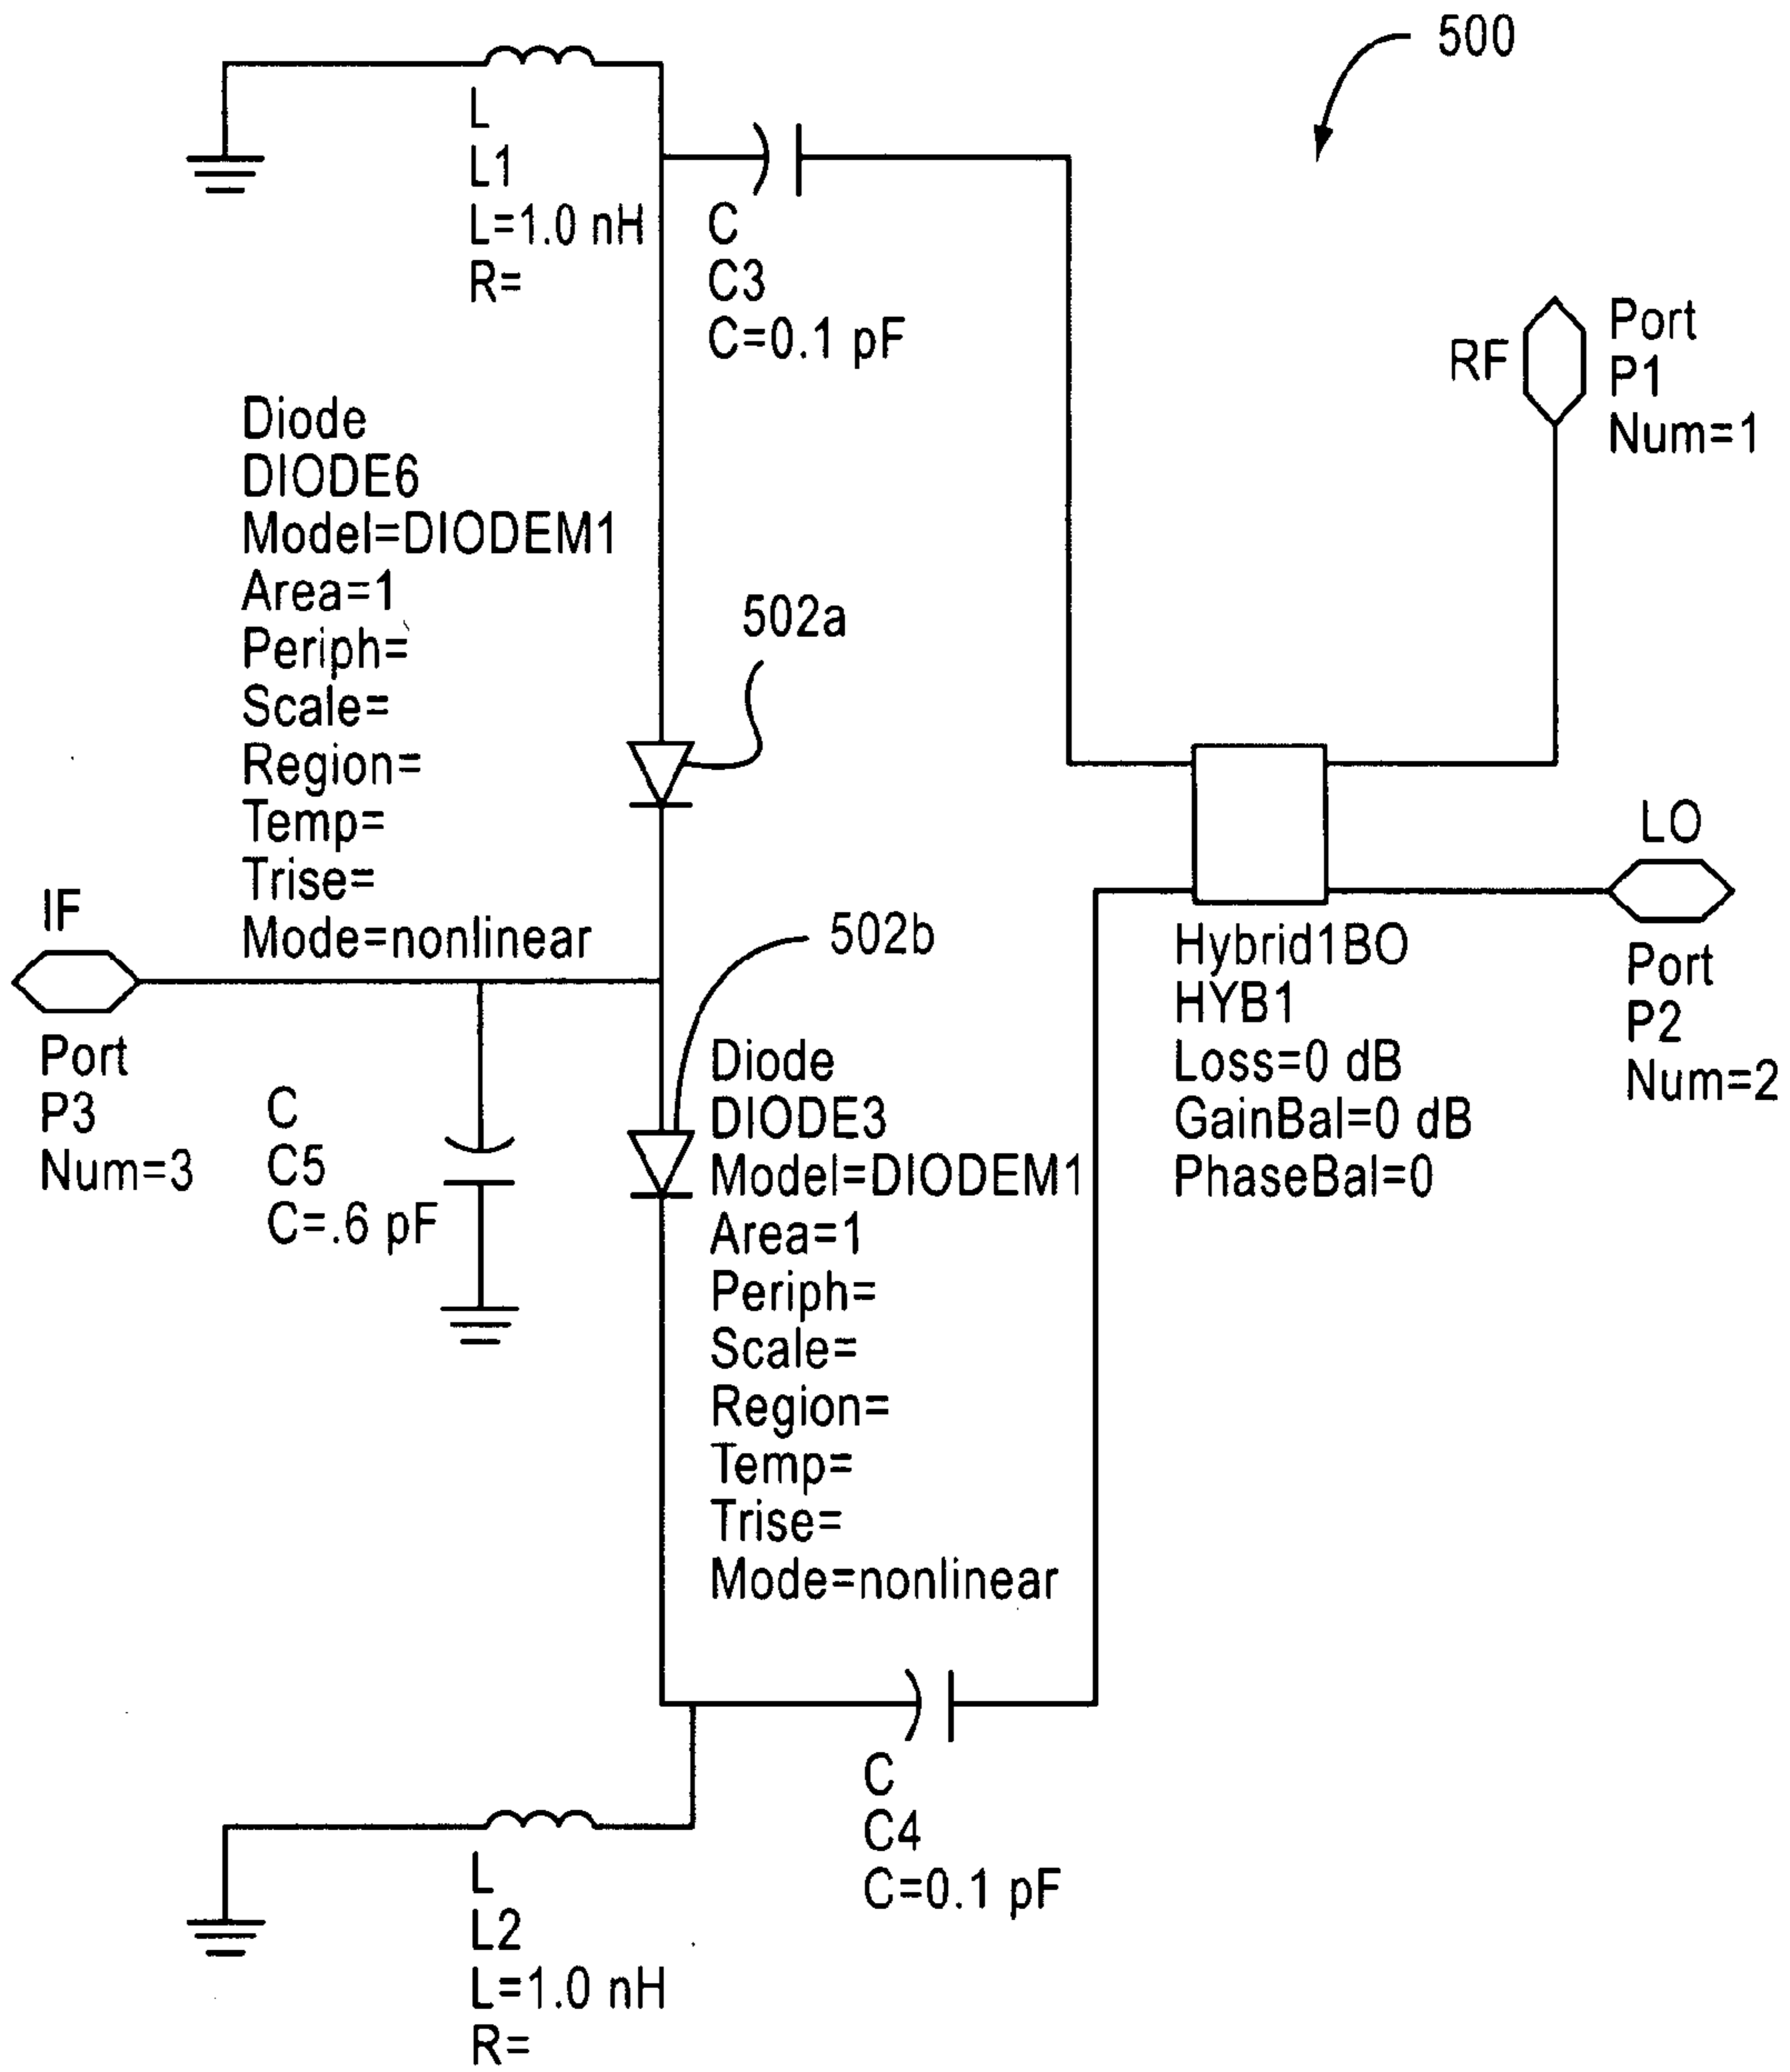 500
L
L1
L=1.0 nH
R=
C
C3
C=0.1 pF
RF
Port
P1
Num=1
Diode
DIODE6
Model=DIODEM1
Area=1
Periph=
Scale=
Region=
Temp=
Trise=
Mode=nonlinear
502a
LO
Port
P2
Num=2
Hybrid1BO
HYB1
Loss=0 dB
GainBal=0 dB
PhaseBal=0
IF
Port
P3
Num=3
C
C5
C=.6 pF
502b
Diode
DIODE3
Model=DIODEM1
Area=1
Periph=
Scale=
Region=
Temp=
Trise=
Mode=nonlinear
C
C4
C=0.1 pF
L
L2
L=1.0 nH
R=